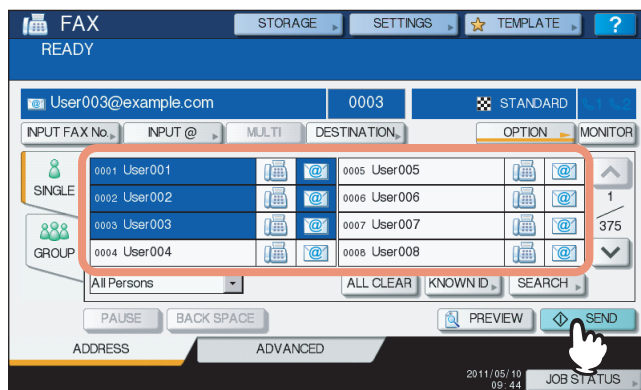 FAX STORAGE SETTINGS TEMPLATE ?
READY
User003@example.com 0003 STANDARD 1 2
INPUT FAX No. INPUT @ MULTI DESTINATION OPTION MONITOR
SINGLE
0001 User001 @ 0005 User005 @
0002 User002 @ 0006 User006 @
1
0003 User003 @ 0007 User007 @
375
GROUP
0004 User004 @ 0008 User008 @
All Persons ALL CLEAR KNOWN ID SEARCH
PAUSE BACK SPACE PREVIEW SEND
ADDRESS ADVANCED
2011/05/10
09:44
JOB STATUS